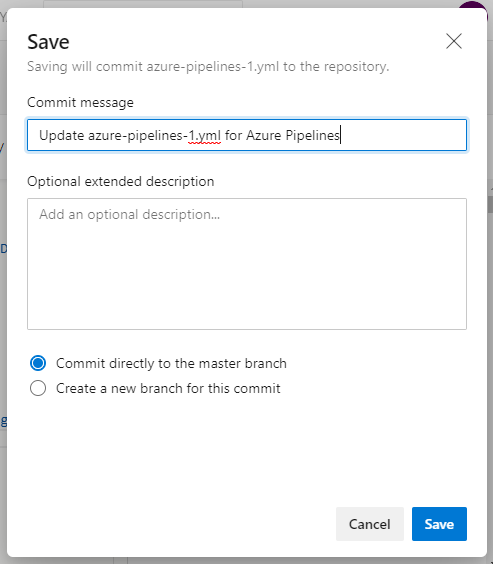 Save
Saving will commit azure-pipelines-1.yml to the repository.
Commit message
Update azure-pipelines-1.yml for Azure Pipelines
Optional extended description
Add an optional description...
Commit directly to the master branch
Create a new branch for this commit
Cancel
Save